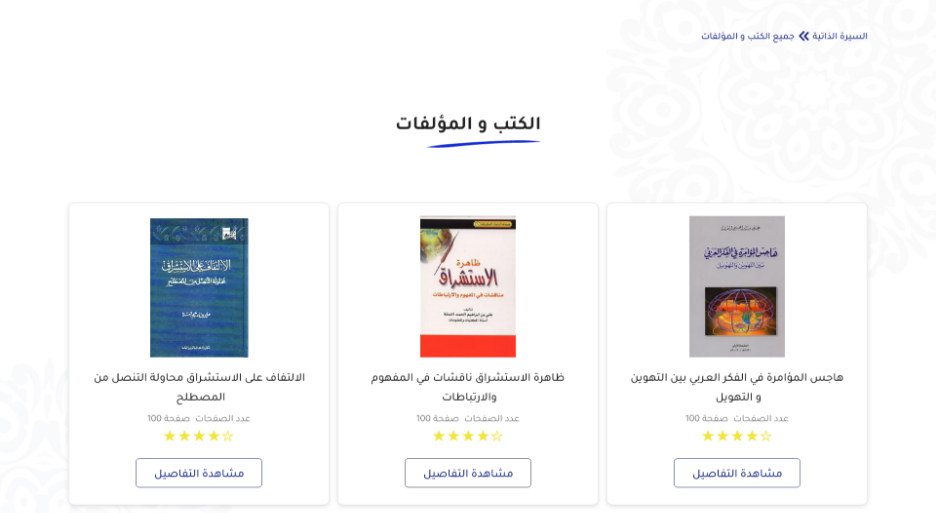 السيرة الذاتية » جميع الكتب و المؤلفات
الكتب و المؤلفات
هاجس المؤامرة في الفكر العربي
بين التهوين والتهويل
هاجس المؤامرة في الفكر العربي بين التهوين
و التهويل
عدد الصفحات صفحة 100
مشاهدة التفاصيل
ظاهرة
الاستشراق
مناقشات في المفهوم والارتباطات
ظاهرة الاستشراق ناقشات في المفهوم
والارتباطات
عدد الصفحات صفحة 100
مشاهدة التفاصيل
الالتفاف على الاستشراق
محاولة التنصل من المصطلح
الالتفاف على الاستشراق محاولة التنصل من
المصطلح
عدد الصفحات صفحة 100
مشاهدة التفاصيل